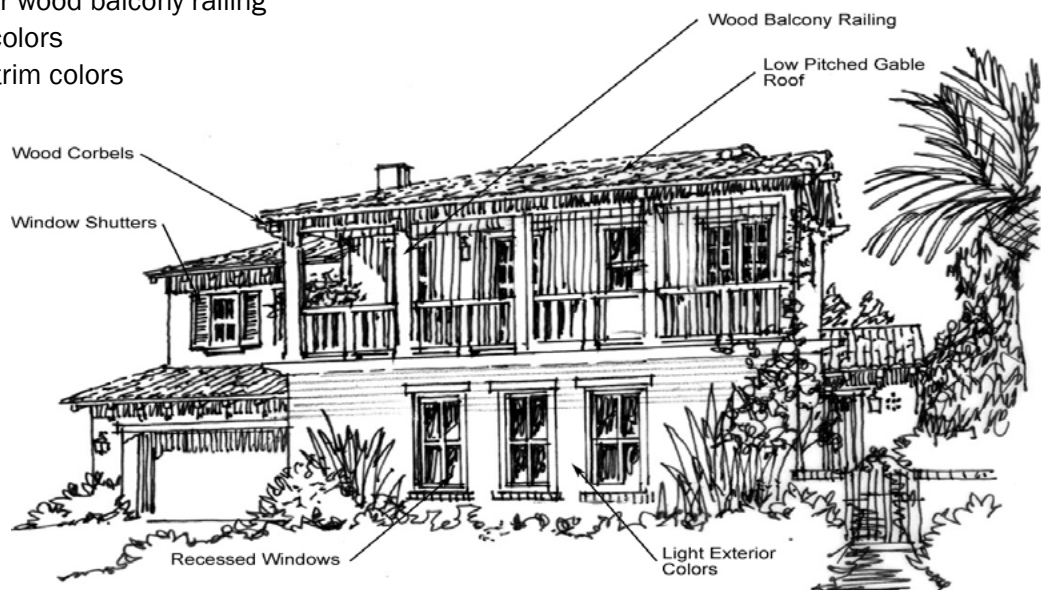 r wood balcony railing
colors
trim colors
Wood Balcony Railing
Low Pitched Gable
Roof
Wood Corbels
Window Shutters
Recessed Windows
Light Exterior
Colors